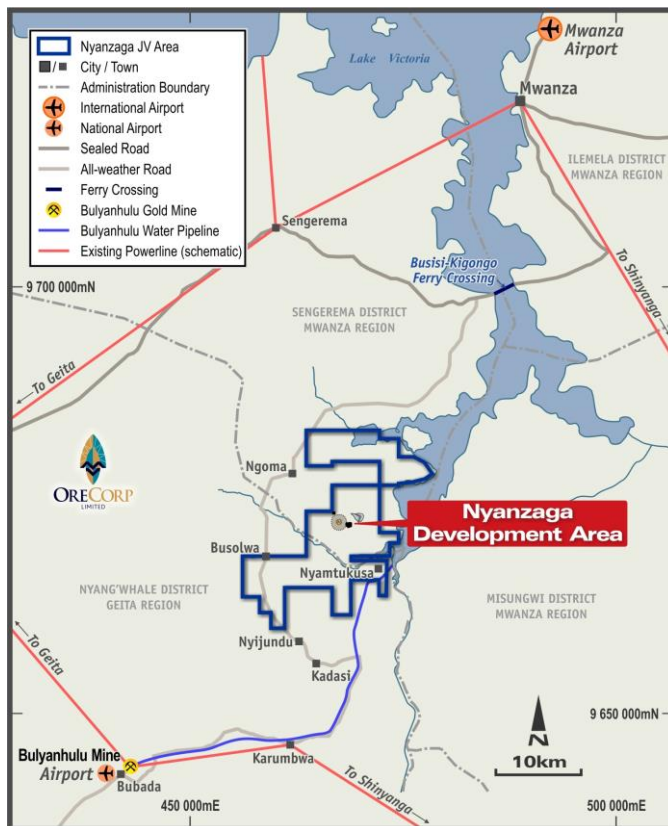 Nyanzaga JV Area
City / Town
Administration Boundary
International Airport
National Airport
Sealed Road
All-weather Road
Ferry Crossing
Bulyanhulu Gold Mine
Bulyanhulu Water Pipeline
Existing Powerline (schematic)
Lake Victoria
Mwanza
Airport
Mwanza
ILEMELA DISTRICT
MWANZA REGION
Sengerema
To Shinyanga
Busisi-Kigongo
Ferry Crossing
9 700 000mN
SENGEREMA DISTRICT
MWANZA REGION
To Geita
ORECORP
LIMITED
Ngoma
Nyanzaga
Development Area
Busolwa
Nyamtukusa
NYANG'WHALE DISTRICT
GEITA REGION
MISUNGWI DISTRICT
MWANZA REGION
Nyijundu
To Geita
Kadasi
9 650 000mN
N
10km
Bulyanhulu Mine
Airport
Karumbwa
Bubada
To Shinyanga
450 000mE
500 000mE